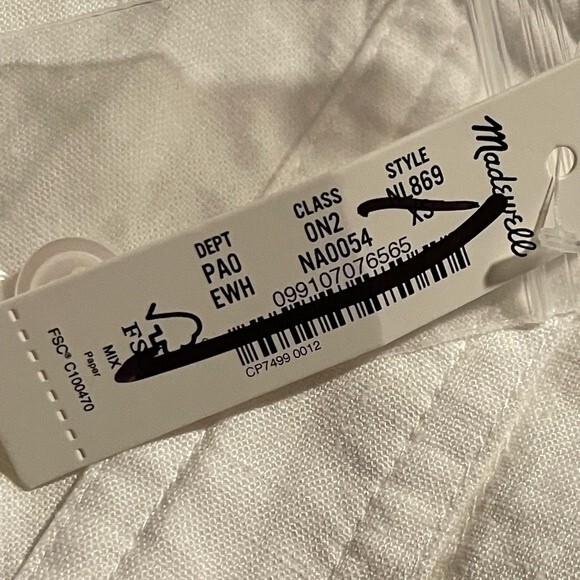 Madewell
DEPT CLASS STYLE
PA0 0N2 NL869
EWH NA0054
099107076565
CP7499 0012
MIX
Paper
FSC® C100470